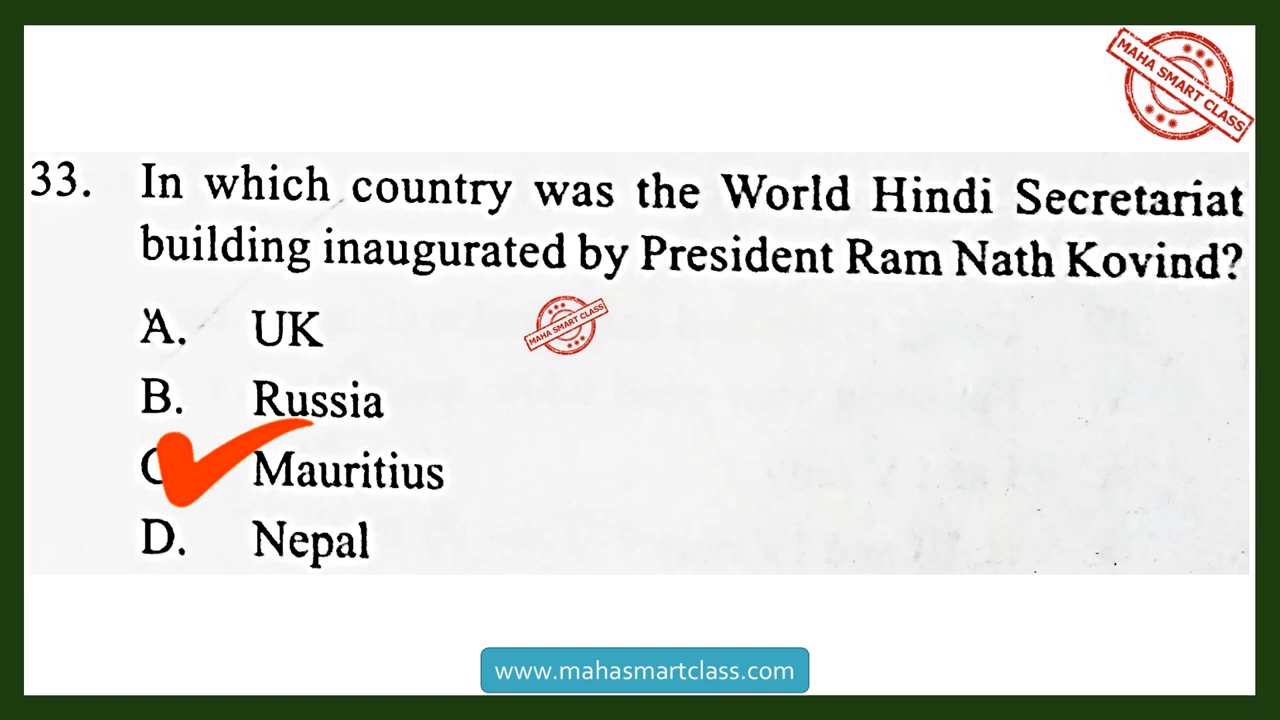 MAHA SMART CLASS
33. In which country was the World Hindi Secretariat
building inaugurated by President Ram Nath Kovind?
MAHA SMART CLASS
A. UK
B. Russia
C Mauritius
D. Nepal
www.mahasmartclass.com